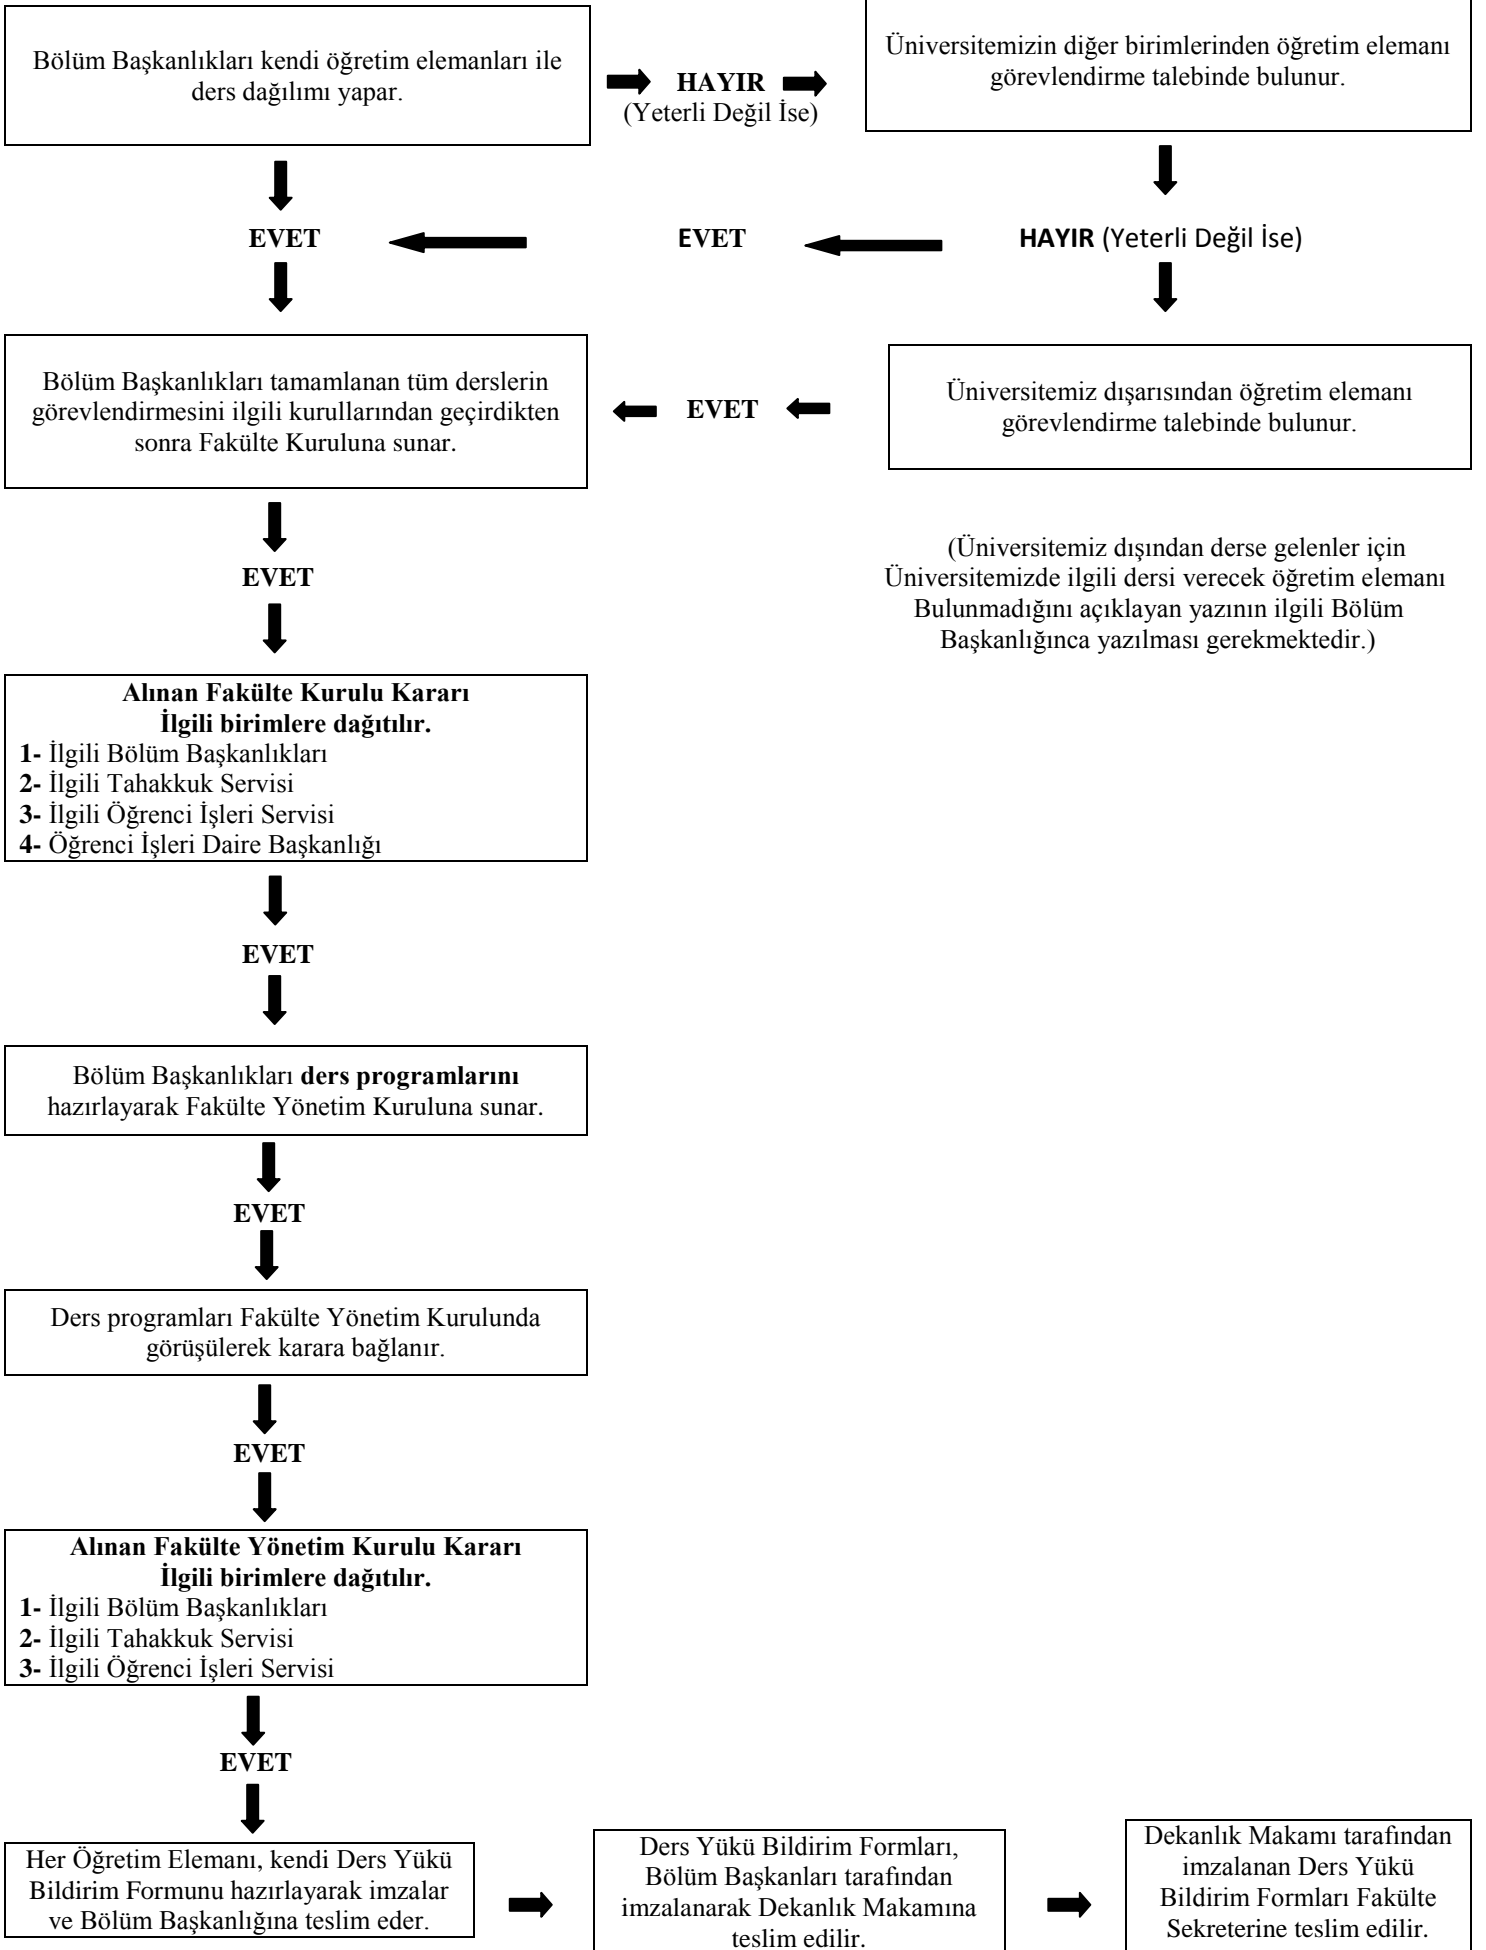 Bölüm Başkanlıkları kendi öğretim elemanları ile
ders dağılımı yapar.
HAYIR
(Yeterli Değil İse)
Üniversitemizin diğer birimlerinden öğretim elemanı
görevlendirme talebinde bulunur.
EVET
EVET
HAYIR (Yeterli Değil İse)
Bölüm Başkanlıkları tamamlanan tüm derslerin
görevlendirmesini ilgili kurullarından geçirdikten
sonra Fakülte Kuruluna sunar.
EVET
Üniversitemiz dışarısından öğretim elemanı
görevlendirme talebinde bulunur.
(Üniversitemiz dışından derse gelenler için
Üniversitemizde ilgili dersi verecek öğretim elemanı
Bulunmadığını açıklayan yazının ilgili Bölüm
Başkanlığınca yazılması gerekmektedir.)
EVET
Alınan Fakülte Kurulu Kararı
İlgili birimlere dağıtılır.
1- İlgili Bölüm Başkanlıkları
2- İlgili Tahakkuk Servisi
3- İlgili Öğrenci İşleri Servisi
4- Öğrenci İşleri Daire Başkanlığı
EVET
Bölüm Başkanlıkları ders programlarını
hazırlayarak Fakülte Yönetim Kuruluna sunar.
EVET
Ders programları Fakülte Yönetim Kurulunda
görüşülerek karara bağlanır.
EVET
Alınan Fakülte Yönetim Kurulu Kararı
İlgili birimlere dağıtılır.
1- İlgili Bölüm Başkanlıkları
2- İlgili Tahakkuk Servisi
3- İlgili Öğrenci İşleri Servisi
EVET
Her Öğretim Elemanı, kendi Ders Yükü
Bildirim Formunu hazırlayarak imzalar
ve Bölüm Başkanlığına teslim eder.
Ders Yükü Bildirim Formları,
Bölüm Başkanları tarafından
imzalanarak Dekanlık Makamına
teslim edilir.
Dekanlık Makamı tarafından
imzalanan Ders Yükü
Bildirim Formları Fakülte
Sekreterine teslim edilir.